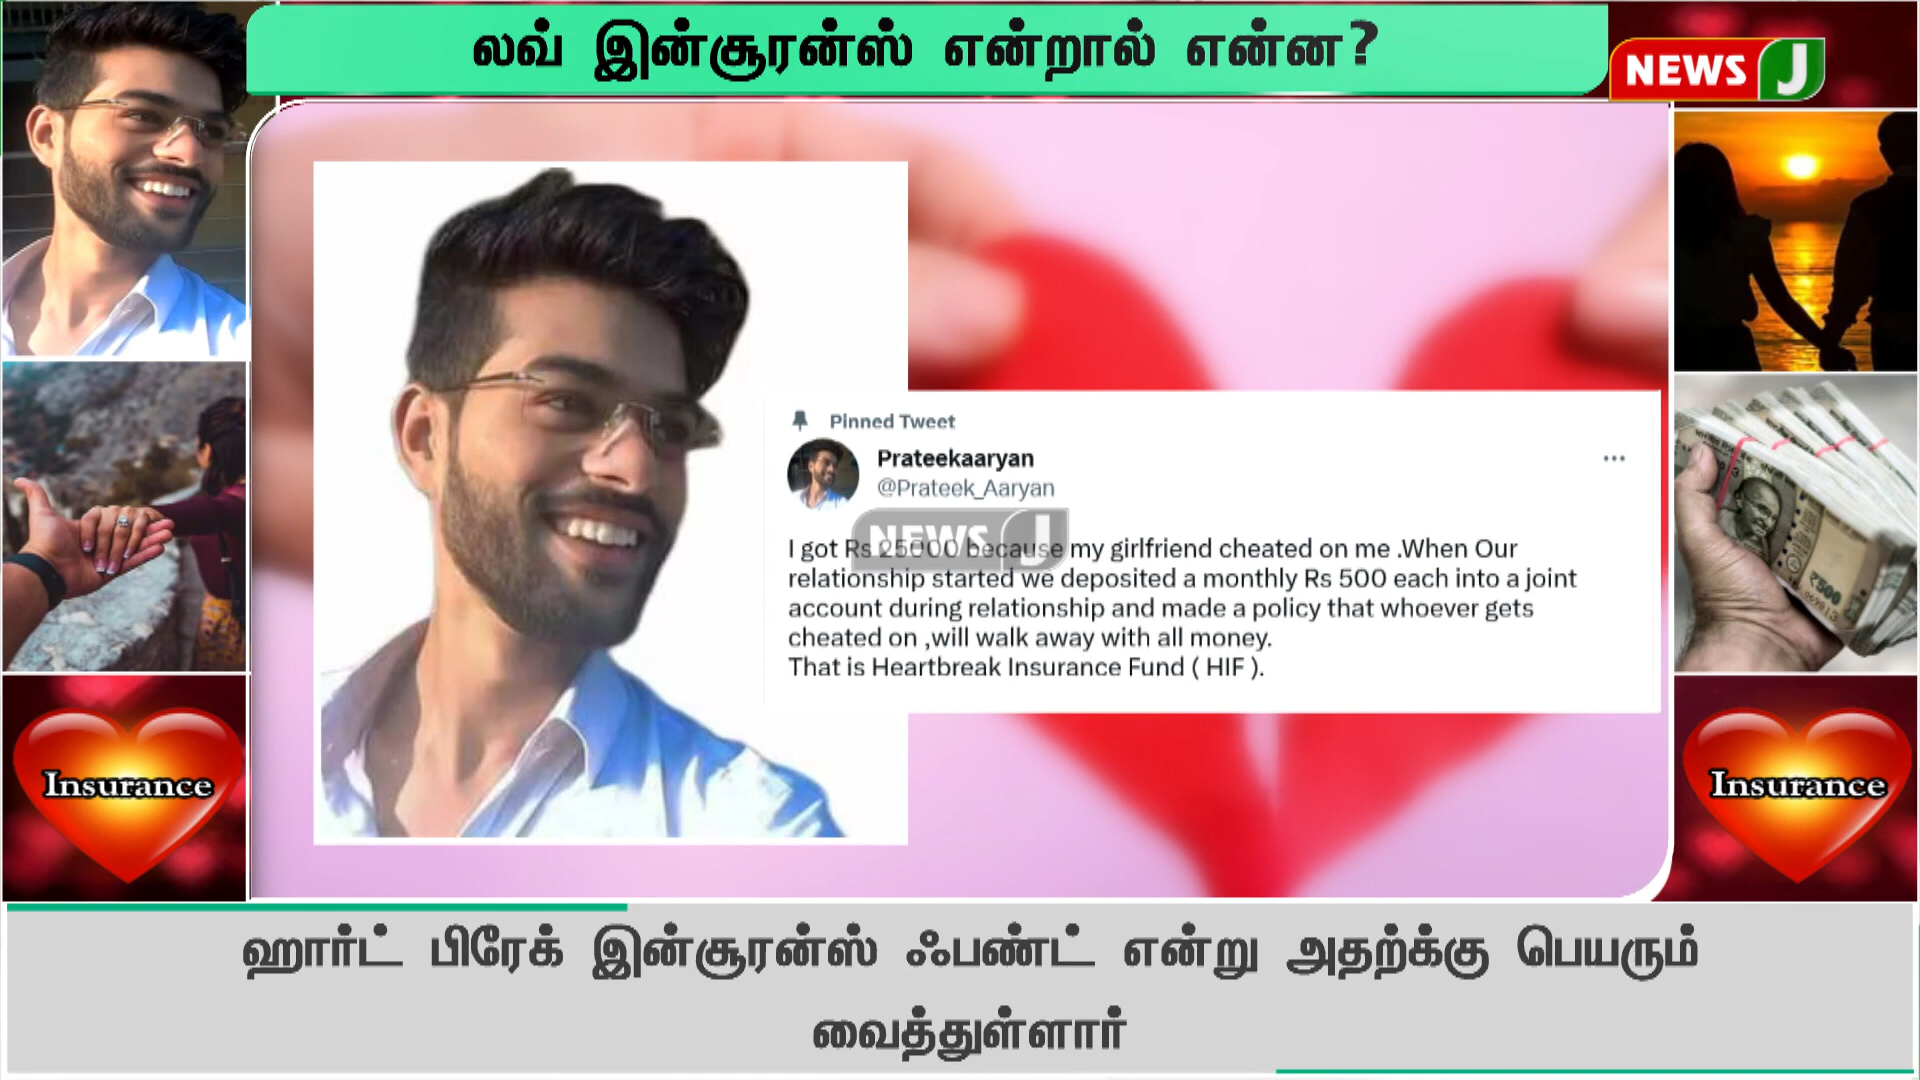 லவ் இன்சூரன்ஸ் என்றால் என்ன?
NEWS J
Pinned Tweet
Prateekaaryan
@Prateek_Aaryan
NEWS J
I got Rs 25000 because my girlfriend cheated on me .When Our
relationship started we deposited a monthly Rs 500 each into a joint
account during relationship and made a policy that whoever gets
cheated on ,will walk away with all money.
That is Heartbreak Insurance Fund ( HIF ).
₹500
Insurance
Insurance
ஹார்ட் பிரேக் இன்சூரன்ஸ் ஃபண்ட் என்று அதற்க்கு பெயரும்
வைத்துள்ளார்